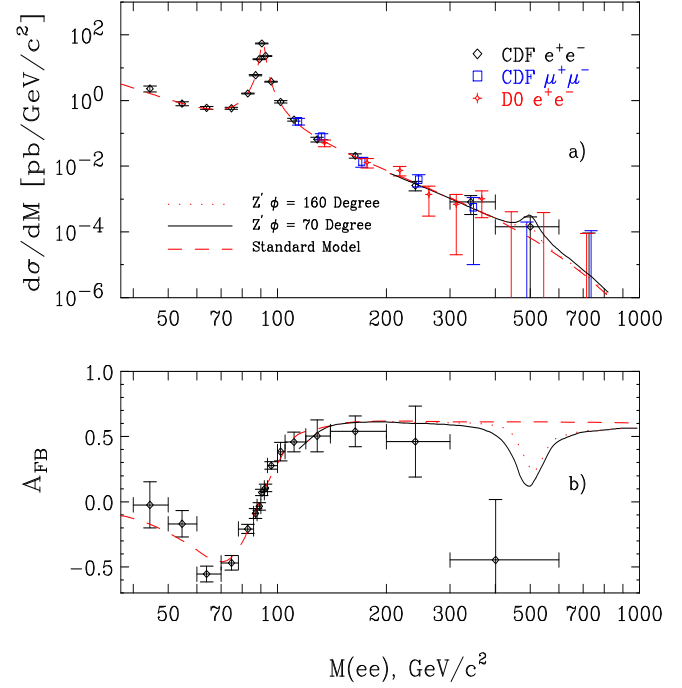 dσ/dM [pb/GeV/c²]
10²
10⁰
10⁻²
10⁻⁴
10⁻⁶
CDF e⁺e⁻
CDF μ⁺μ⁻
D0 e⁺e⁻
a)
Z′ ϕ = 160 Degree
Z′ ϕ = 70 Degree
Standard Model
50 70 100 200 300 500 700 1000
A_FB
1.0
0.5
0.0
−0.5
b)
50 70 100 200 300 500 700 1000
M(ee), GeV/c²